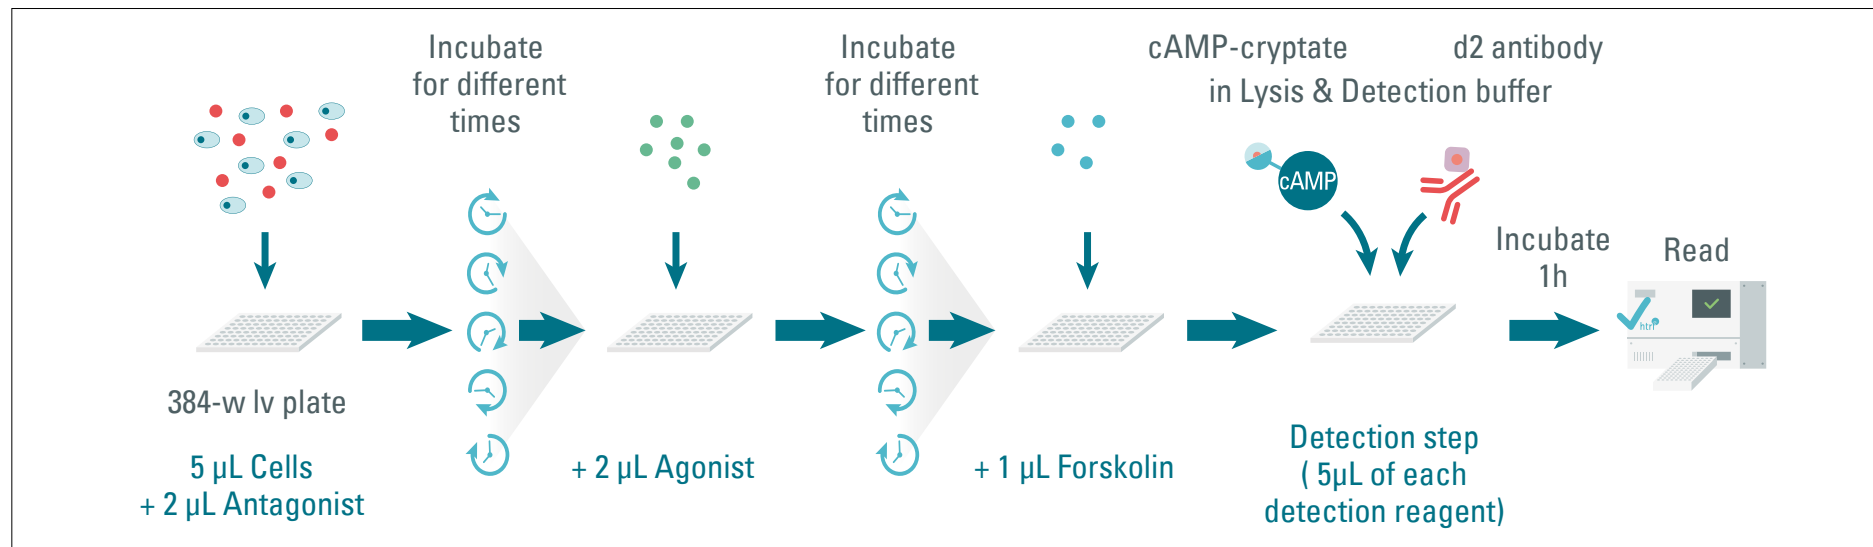 Incubate
for different
times
Incubate
for different
times
cAMP-cryptate
d2 antibody
in Lysis & Detection buffer
cAMP
Incubate
1h
Read
htrf
384-w lv plate
5 µL Cells
+ 2 µL Antagonist
+ 2 µL Agonist
+ 1 µL Forskolin
Detection step
( 5µL of each
detection reagent)